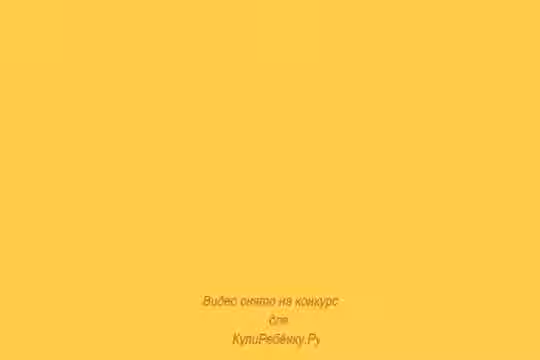 Видео снято на конкурс
для
КупиРебёнку.Ру